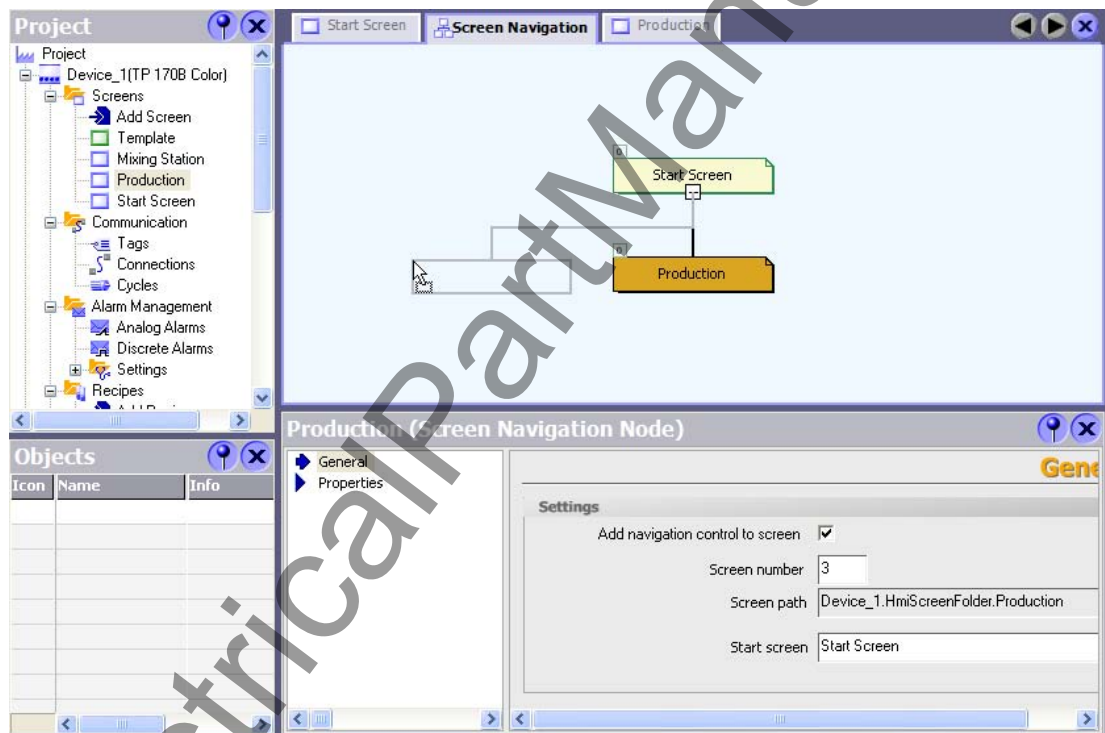 Project
Project
Device_1(TP 170B Color)
Screens
Add Screen
Template
Mixing Station
Production
Start Screen
Communication
Tags
Connections
Cycles
Alarm Management
Analog Alarms
Discrete Alarms
Settings
Recipes
Objects
Icon Name Info
Start Screen Screen Navigation Production
0
Start Screen
0
Production
Production (Screen Navigation Node)
General
Properties
Gene
Settings
Add navigation control to screen
Screen number 3
Screen path Device_1.HmiScreenFolder.Production
Start screen Start Screen
ctricalPartManu